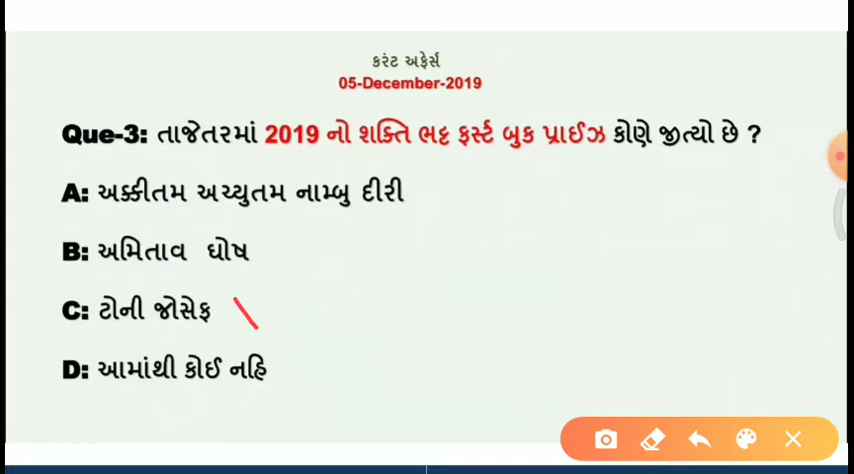 કરંટ અફેર્સ
05-December-2019
Que-3: તાજેતરમાં 2019 નો શક્તિ ભટ્ટ ફર્સ્ટ બુક પ્રાઈઝ કોણે જીત્યો છે ?
A: અક્કીતમ અચ્યુતમ નામ્બુ દીરી
B: અમિતાવ ઘોષ
C: ટોની જોસેફ
D: આમાંથી કોઈ નહિ